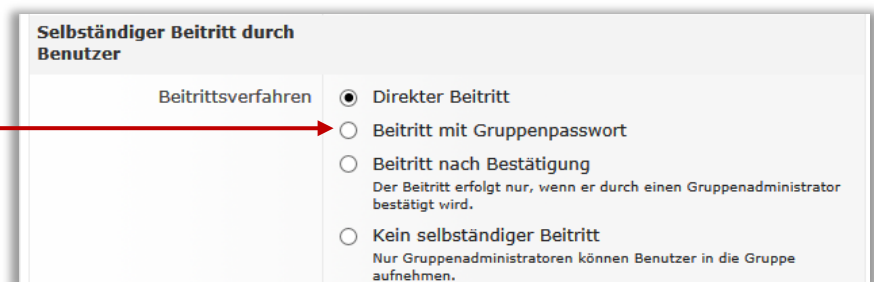 Selbständiger Beitritt durch
Benutzer
Beitrittsverfahren
Direkter Beitritt
Beitritt mit Gruppenpasswort
Beitritt nach Bestätigung
Der Beitritt erfolgt nur, wenn er durch einen Gruppenadministrator
bestätigt wird.
Kein selbständiger Beitritt
Nur Gruppenadministratoren können Benutzer in die Gruppe
aufnehmen.